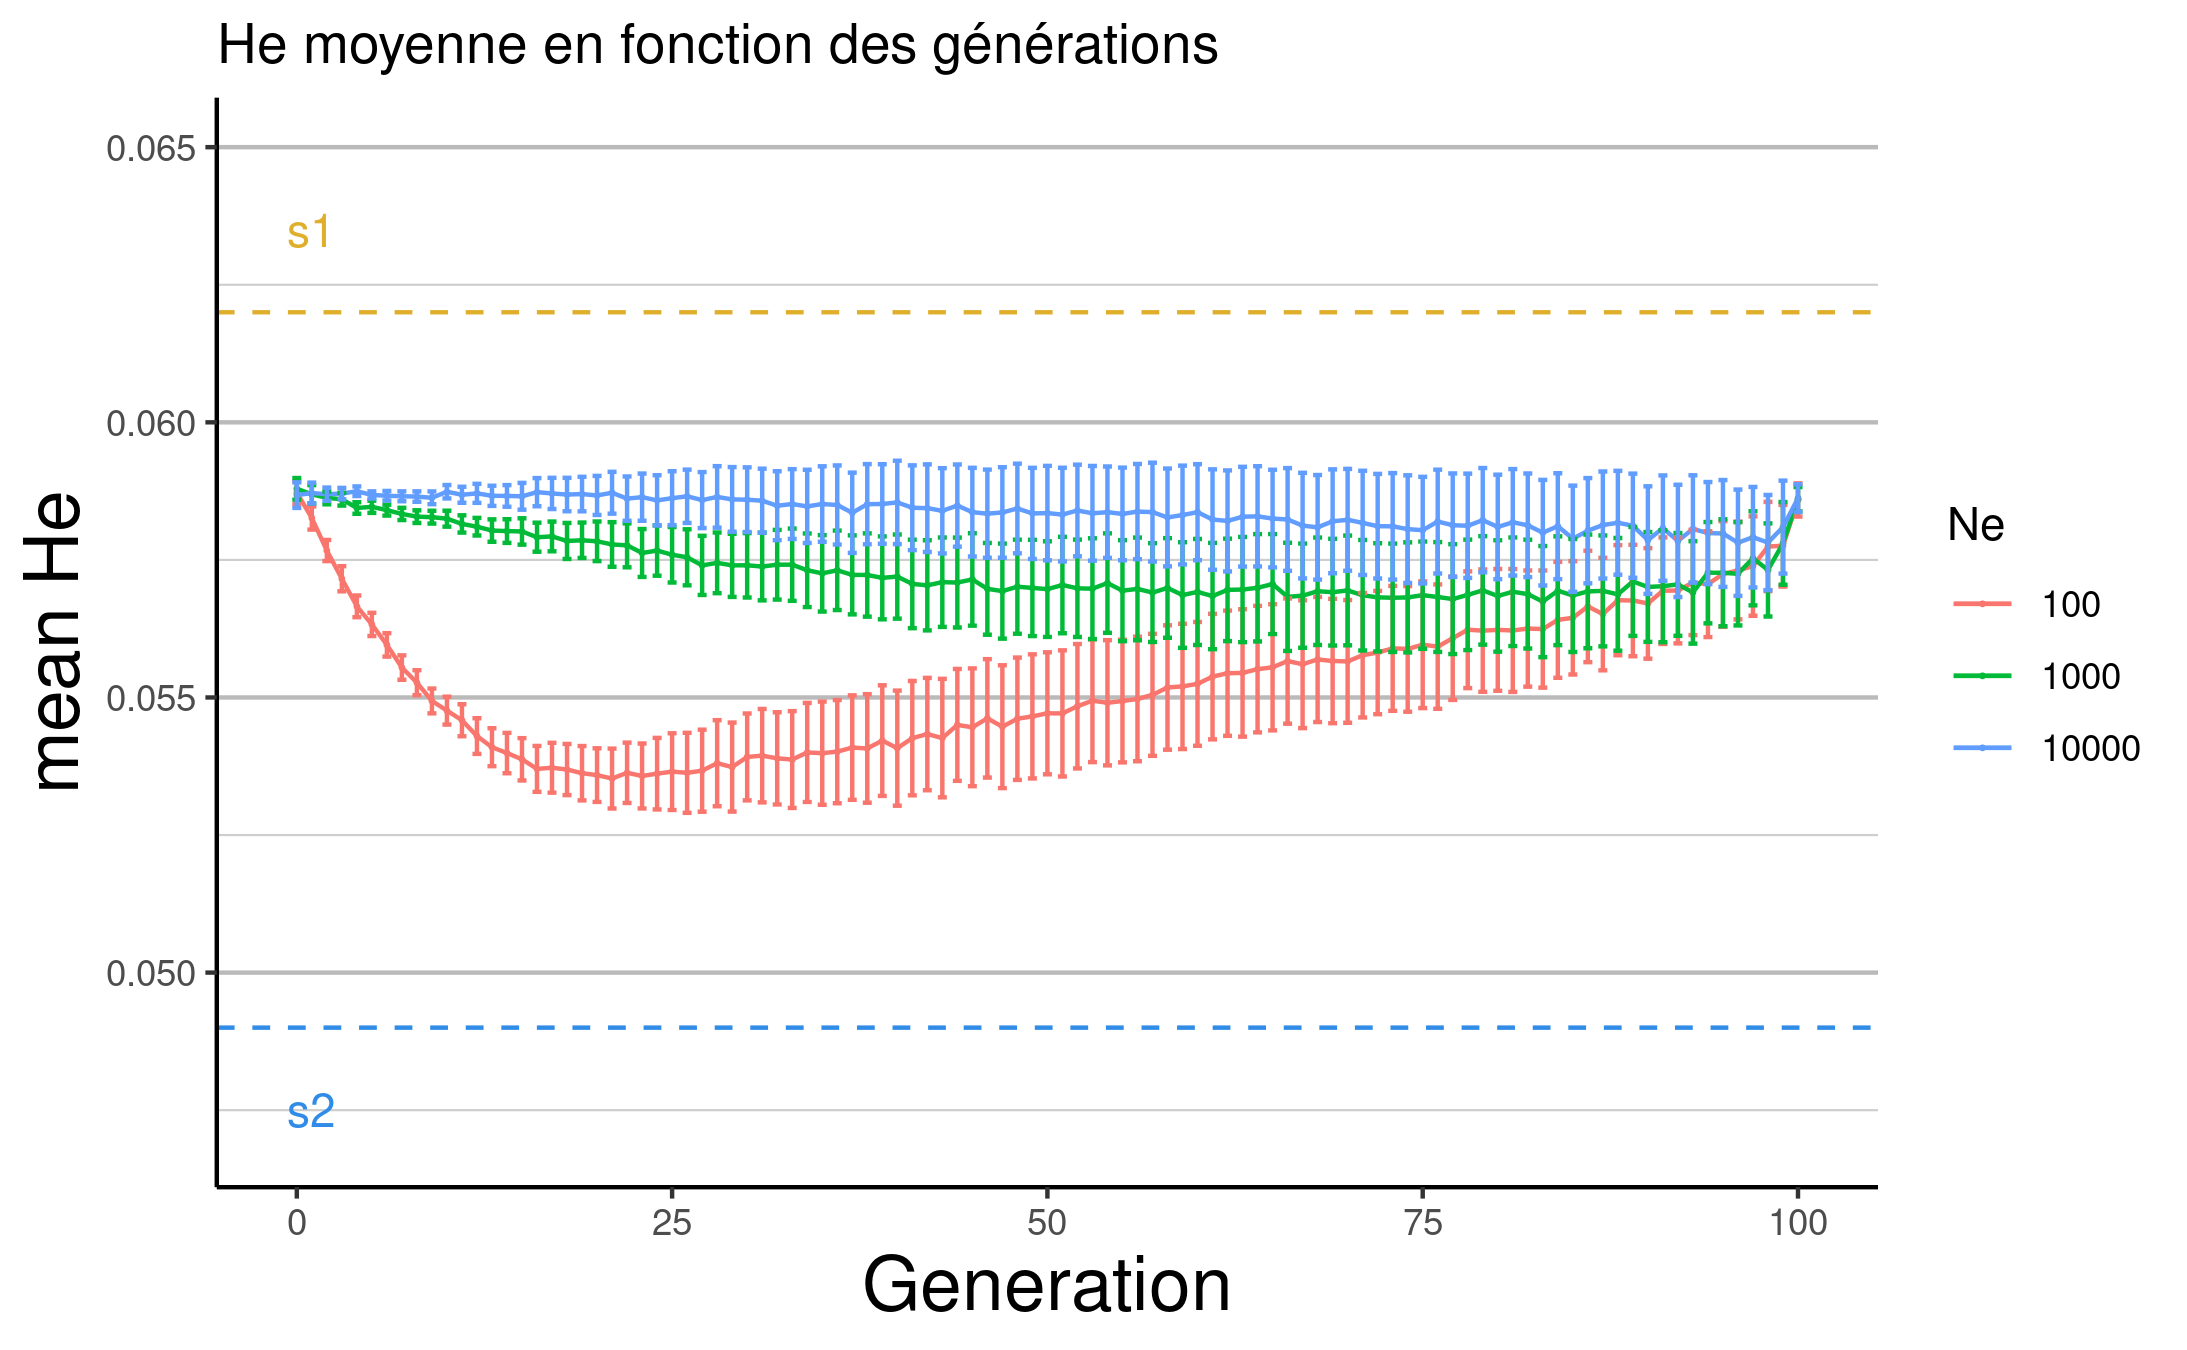 He moyenne en fonction des générations
mean He
0.065
0.060
0.055
0.050
s1
s2
0 25 50 75 100
Generation
Ne
100
1000
10000